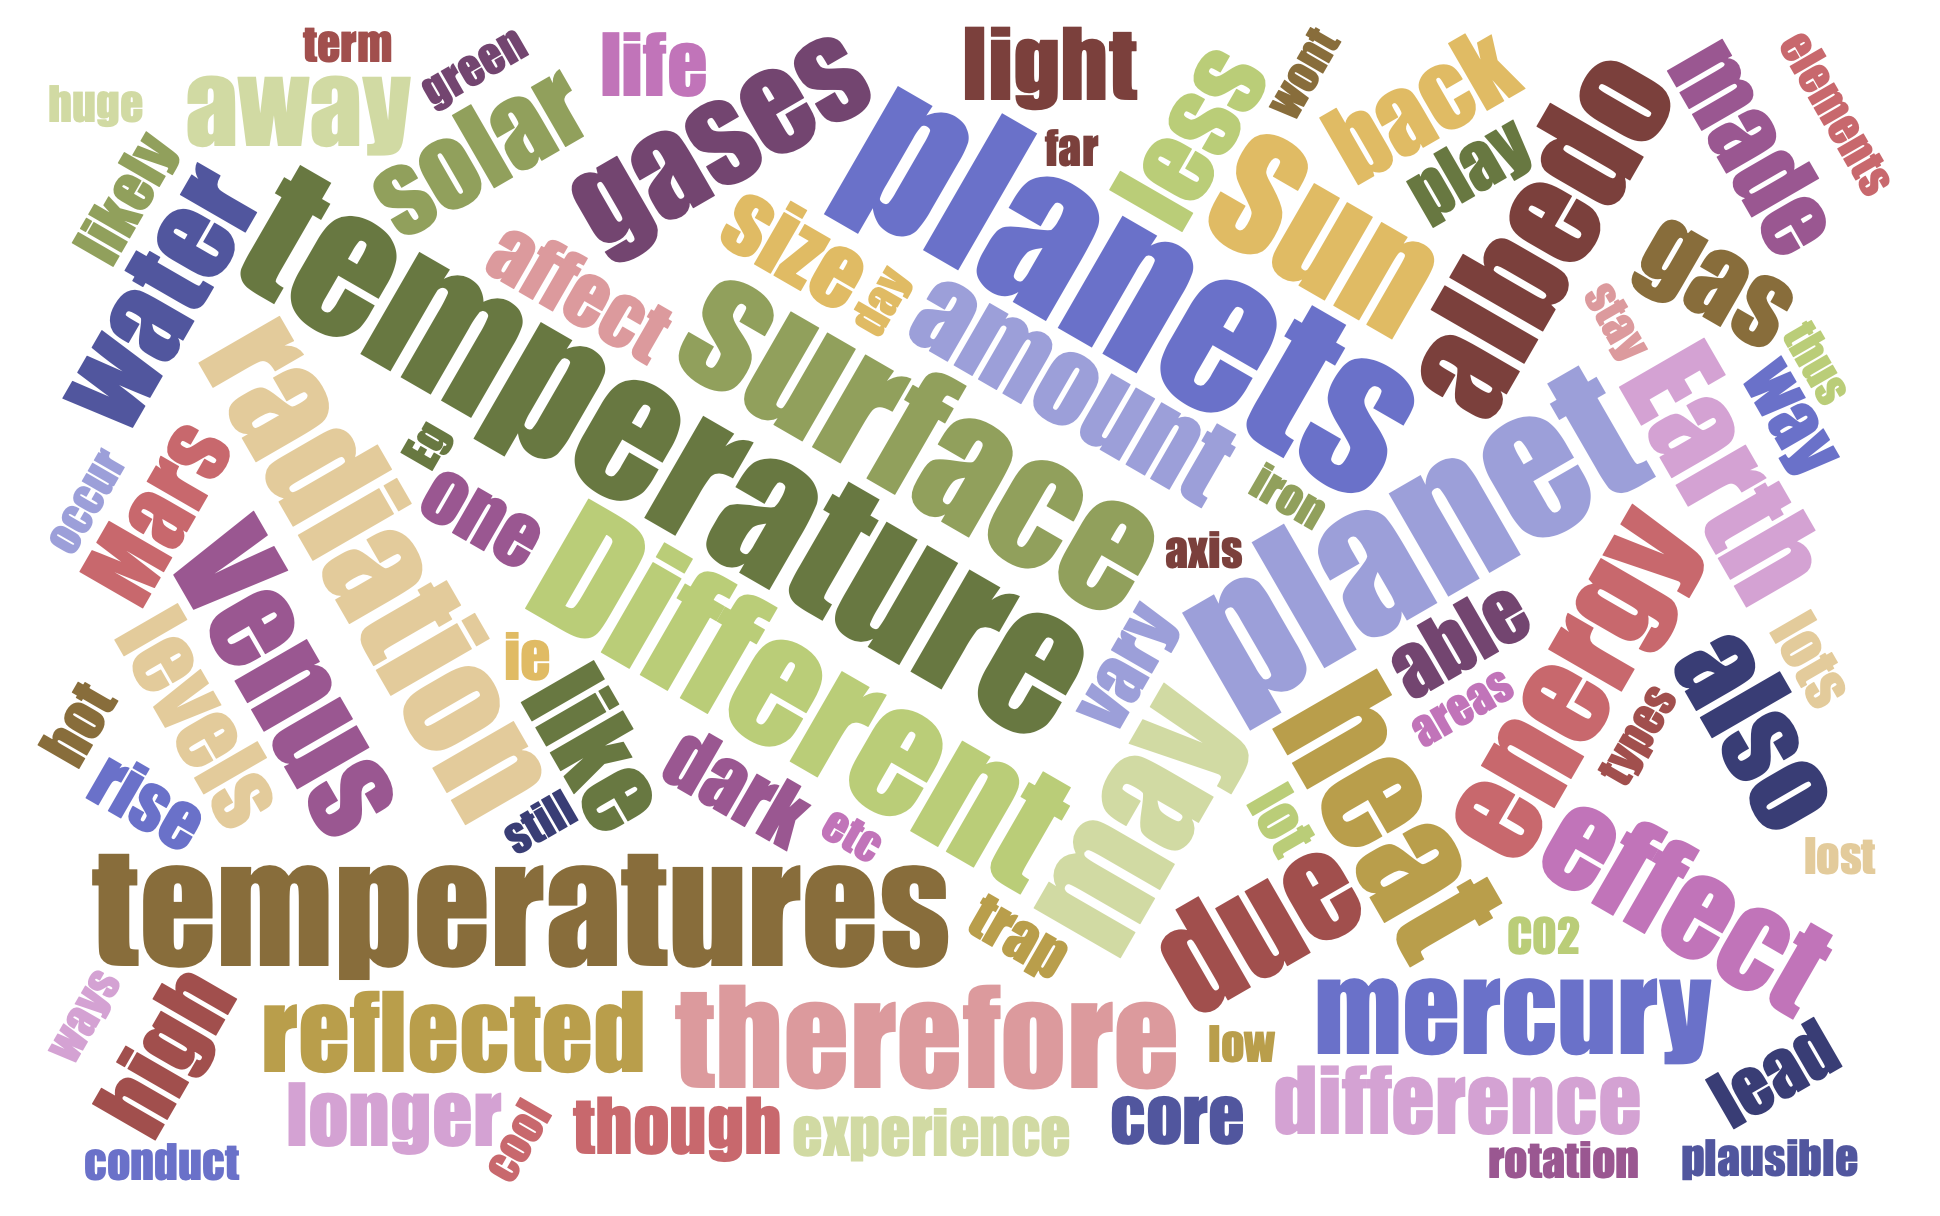 term
green
life
light
wont
back
elements
huge
away
solar
gases
planets
far
less
Sun
play
albedo
made
likely
water
temperature
affect
size
day
surface
amount
gas
stay
thus
Earth
way
radiation
Eg
one
iron
planet
occur
Mars
Venus
Different
axis
vary
able
energy
lots
levels
ie
like
may
heat
areas
types
also
hot
rise
still
dark
etc
lot
due
effect
lost
temperatures
trap
CO2
ways
high
reflected
therefore
low
mercury
lead
longer
cool
though
experience
core
difference
conduct
rotation
plausible